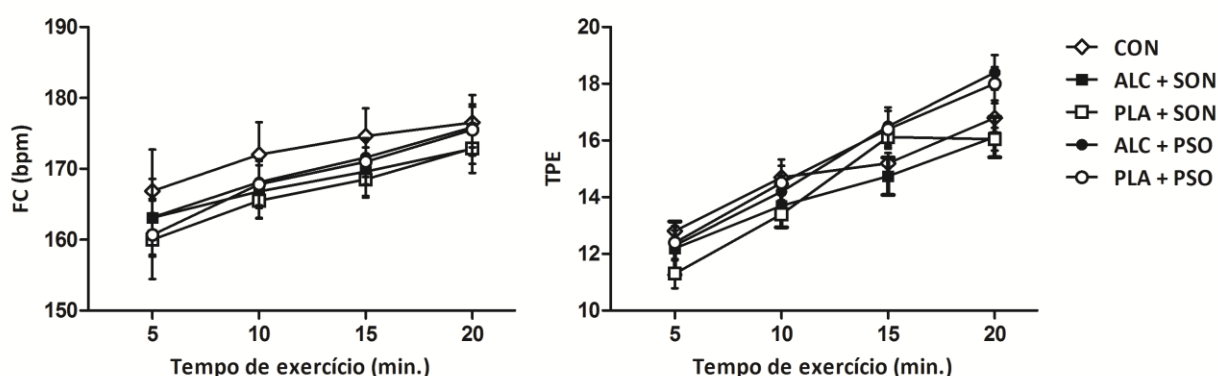 FC (bpm)
190
180
170
160
150
5 10 15 20
Tempo de exercício (min.)
TPE
20
18
16
14
12
10
5 10 15 20
Tempo de exercício (min.)
CON
ALC + SON
PLA + SON
ALC + PSO
PLA + PSO